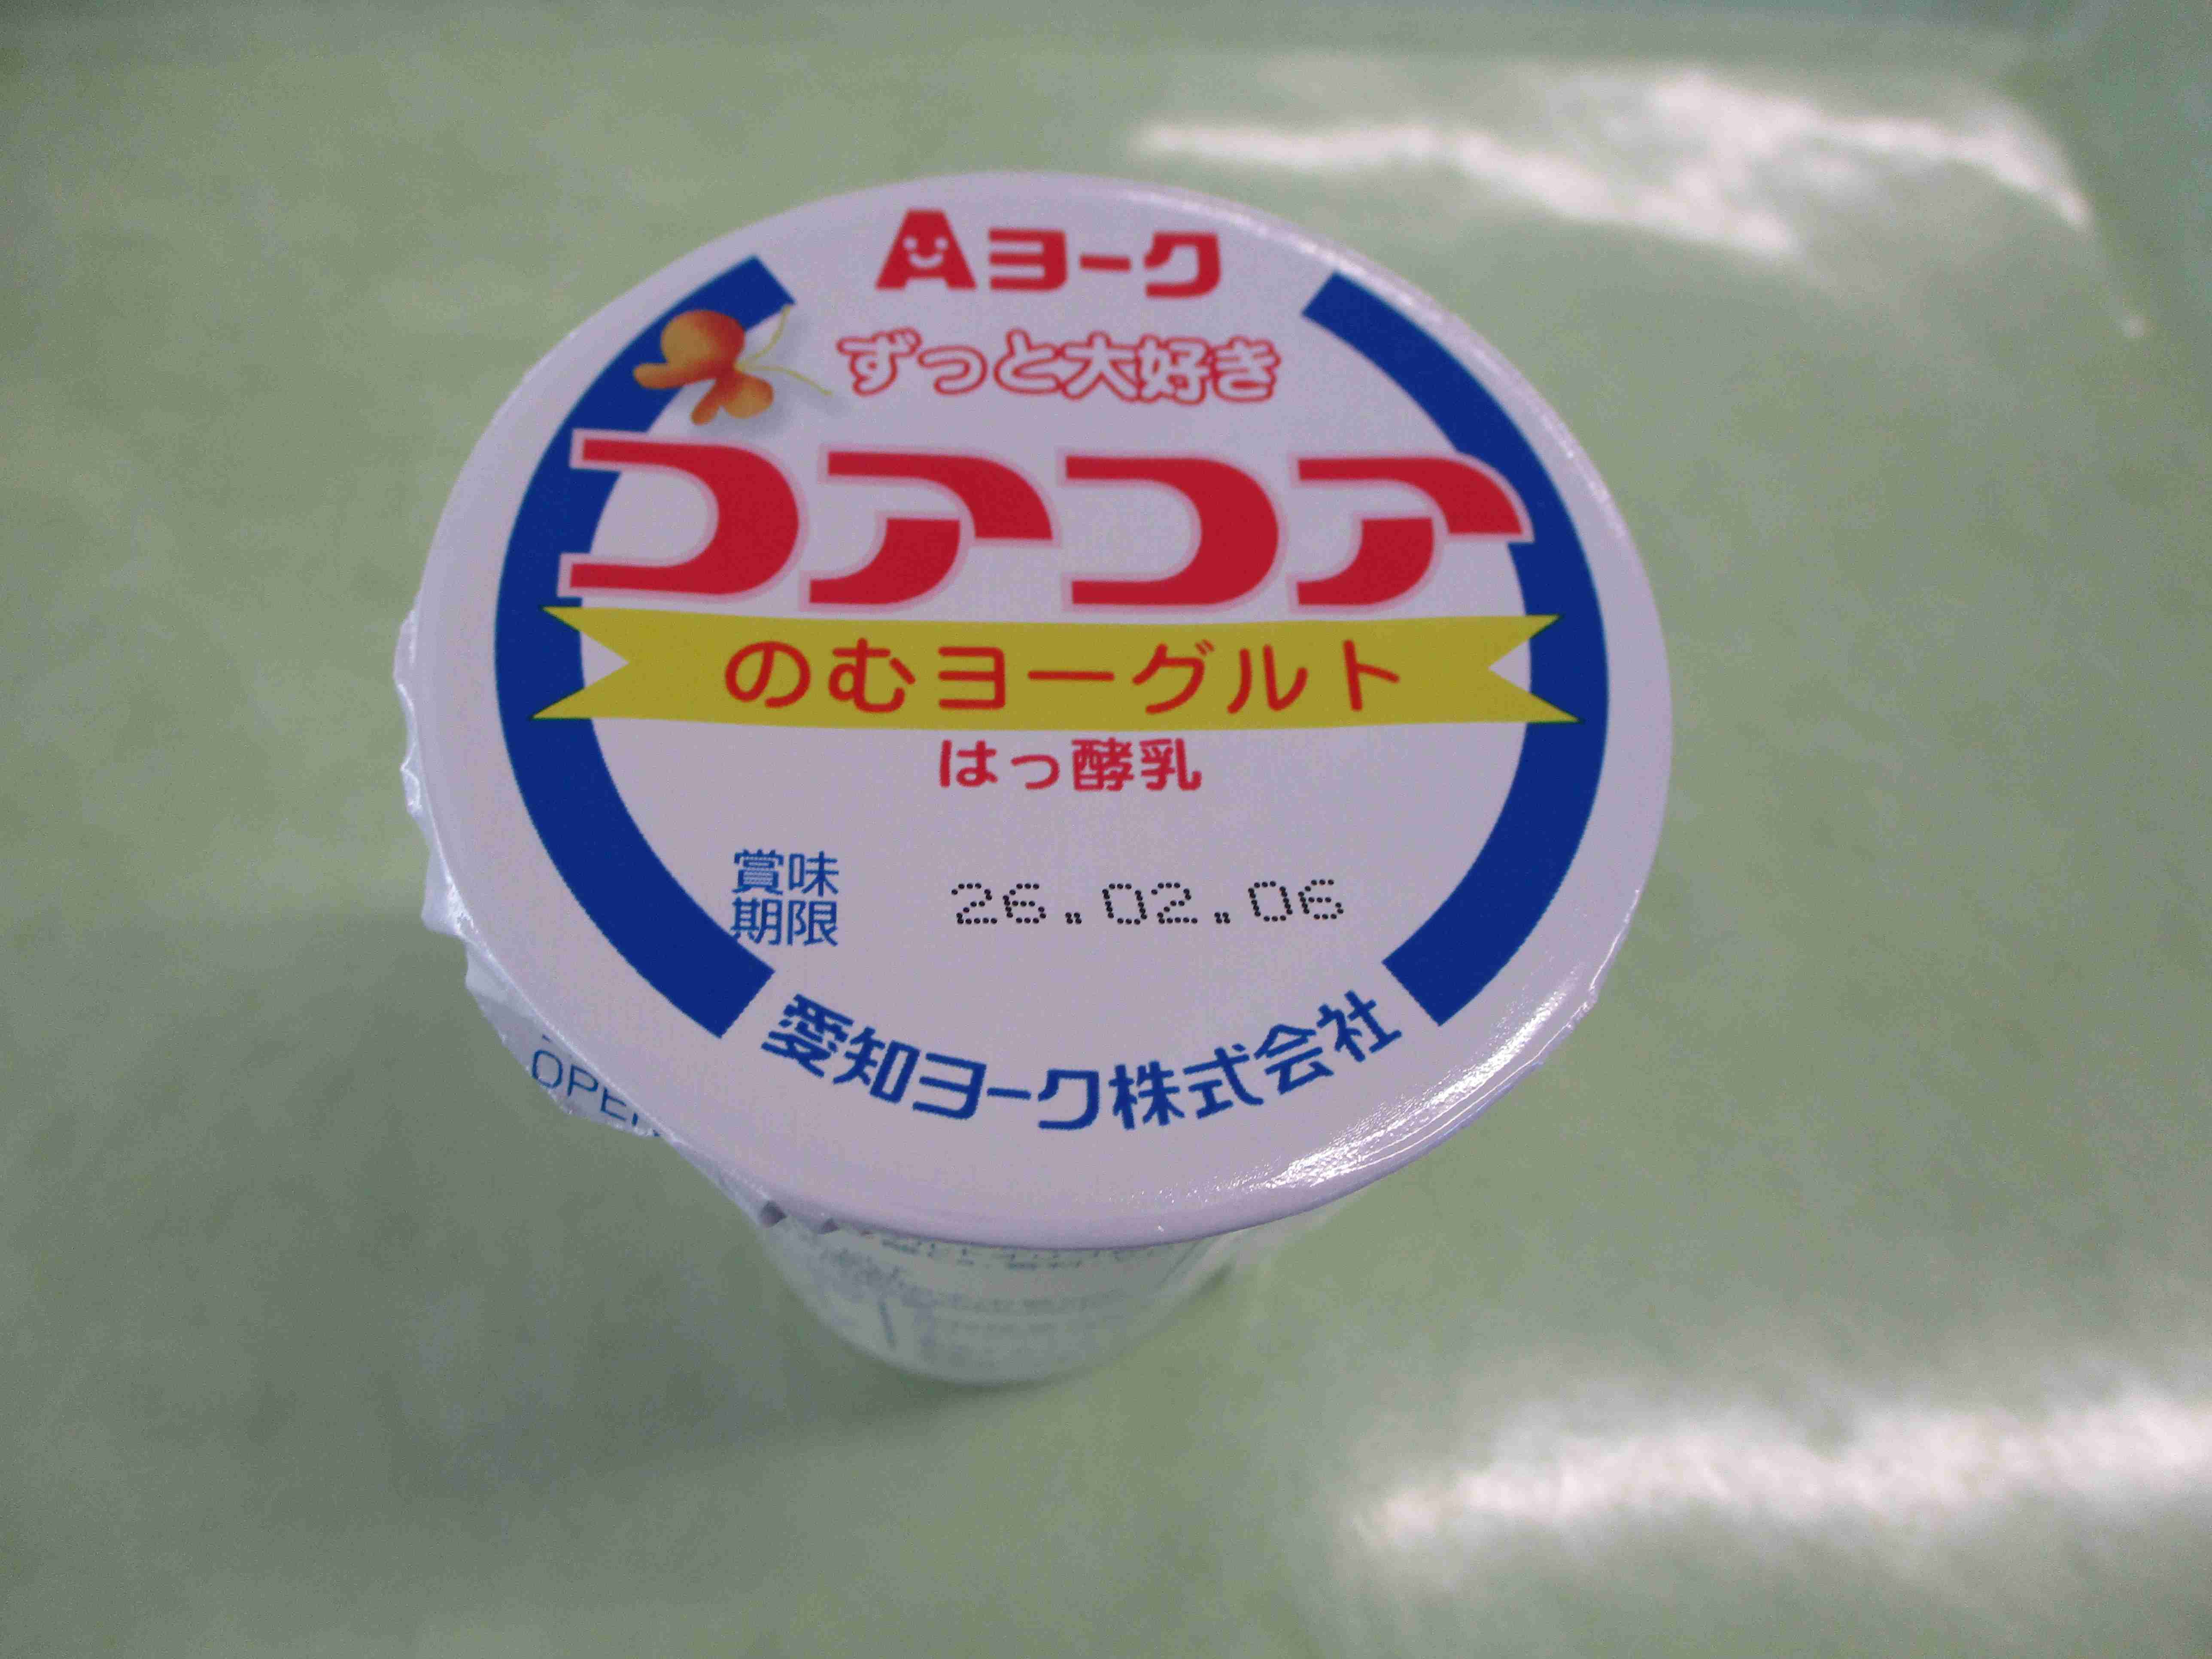 Aヨーク
ずっと大好き
コアコア
のむヨーグルト
はっ酵乳
賞味
期限
26.02.06
愛知ヨーク株式会社
OPEN